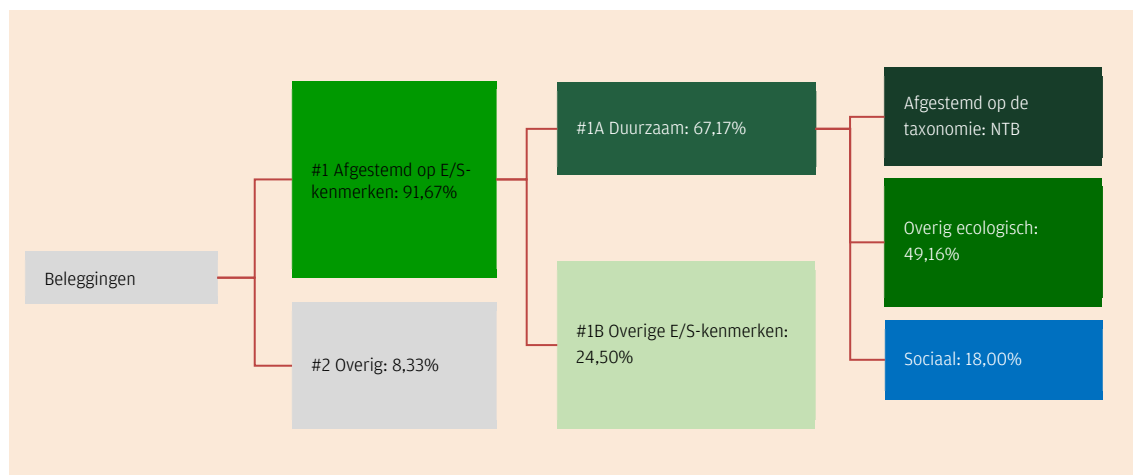 Beleggingen
#1 Afgestemd op E/S-
kenmerken: 91,67%
#2 Overig: 8,33%
#1A Duurzaam: 67,17%
#1B Overige E/S-kenmerken:
24,50%
Afgestemd op de
taxonomie: NTB
Overig ecologisch:
49,16%
Sociaal: 18,00%